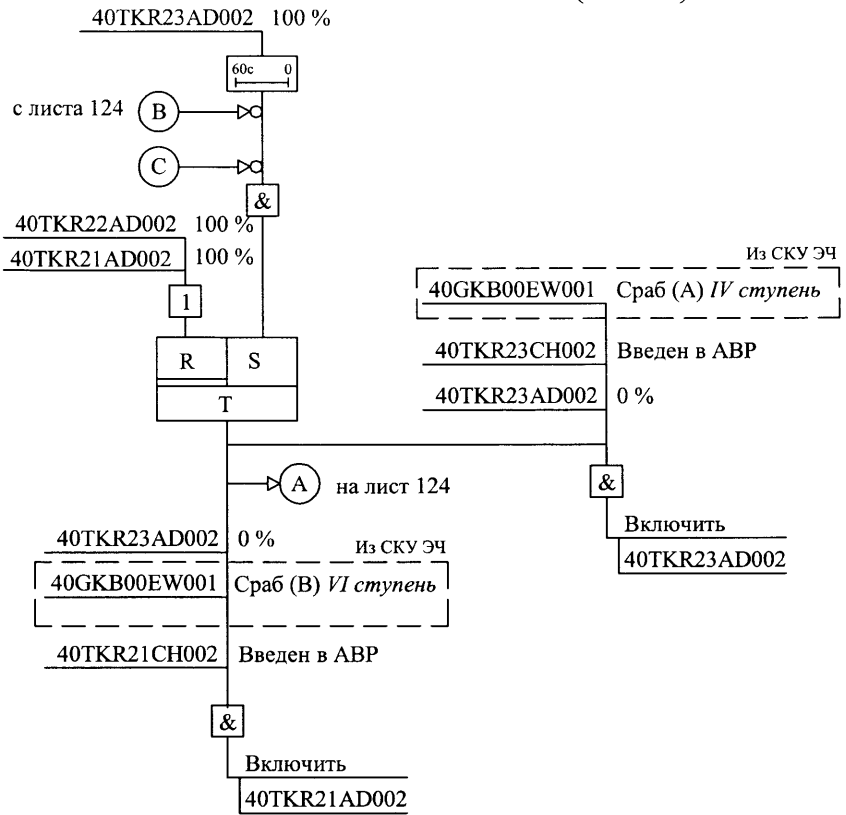 40TKR23AD002 100 %
60с 0
с листа 124 B
C
&
40TKR22AD002 100 %
40TKR21AD002 100 %
1
R S
T
Из СКУ ЭЧ
40GKB00EW001 Сраб (А) IV ступень
40TKR23CH002 Введен в АВР
40TKR23AD002 0 %
A на лист 124
&
Включить
40TKR23AD002
40TKR23AD002 0 %
Из СКУ ЭЧ
40GKB00EW001 Сраб (В) VI ступень
40TKR21CH002 Введен в АВР
&
Включить
40TKR21AD002